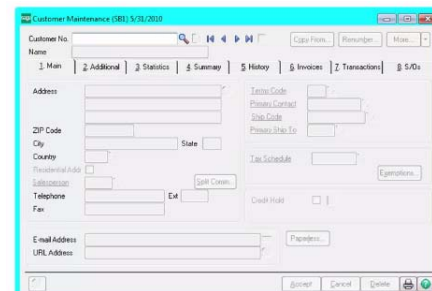 Customer Maintenance (SB1) 5/31/2010
Customer No. Copy From... Renumber... More...
Name
1. Main 2. Additional 3. Statistics 4. Summary 5. History 6. Invoices 7. Transactions 8. S/Os
Address Term Code
Primary Contact
Ship Code
ZIP Code Primary Ship To
City State
Country Tax Schedule
Residential Addr
Salesperson Split Comm... Exemptions...
Telephone Ext Credit Hold
Fax
E-mail Address Paperless...
URL Address
Accept Cancel Delete